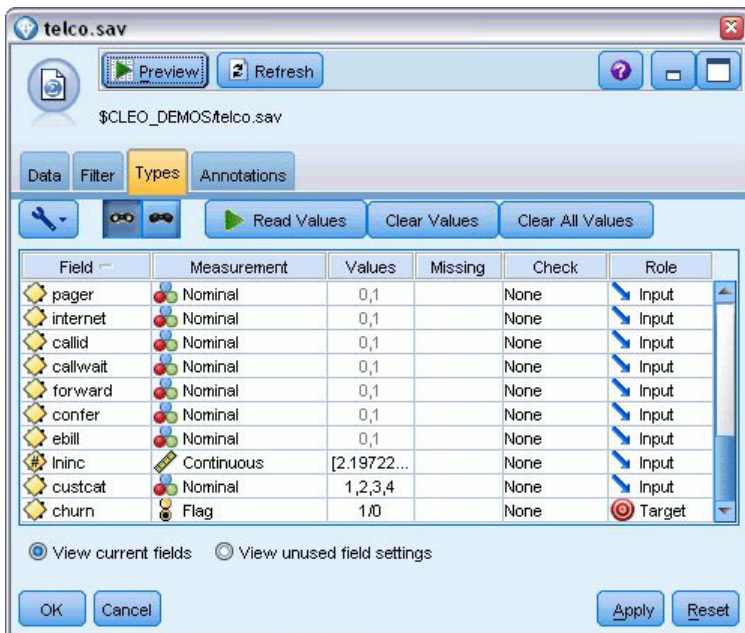 telco.sav
Preview Refresh
$CLEO_DEMOS/telco.sav
Data Filter Types Annotations
Read Values Clear Values Clear All Values
Field Measurement Values Missing Check Role
pager Nominal 0,1 None Input
internet Nominal 0,1 None Input
callid Nominal 0,1 None Input
callwait Nominal 0,1 None Input
forward Nominal 0,1 None Input
confer Nominal 0,1 None Input
ebill Nominal 0,1 None Input
lninc Continuous [2.19722... None Input
custcat Nominal 1,2,3,4 None Input
churn Flag 1/0 None Target
View current fields View unused field settings
OK Cancel Apply Reset